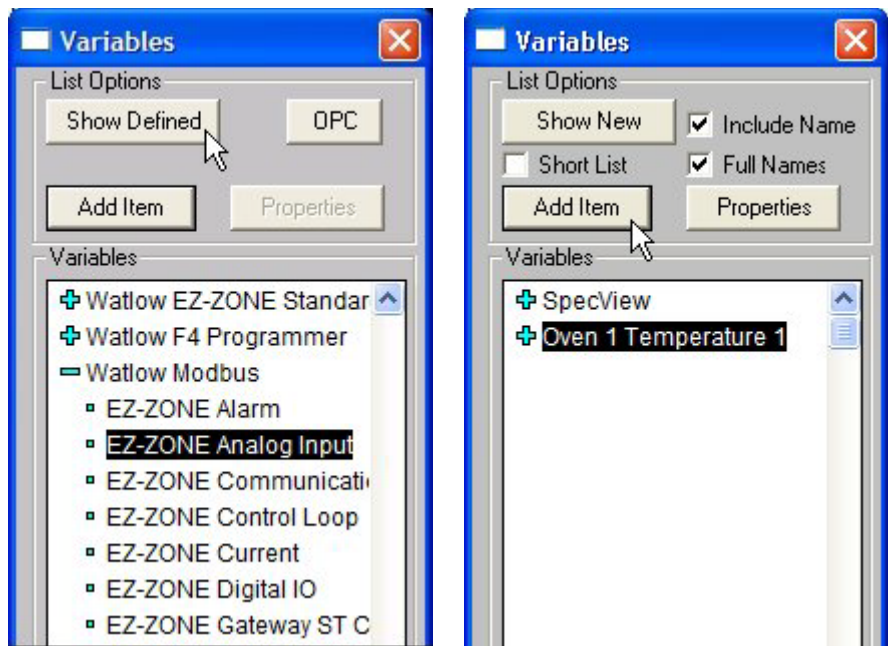 Variables
List Options
Show Defined
OPC
Add Item
Properties
Variables
Watlow EZ-ZONE Standar
Watlow F4 Programmer
Watlow Modbus
EZ-ZONE Alarm
EZ-ZONE Analog Input
EZ-ZONE Communicati
EZ-ZONE Control Loop
EZ-ZONE Current
EZ-ZONE Digital IO
EZ-ZONE Gateway ST C
Variables
List Options
Show New
Include Name
Short List
Full Names
Add Item
Properties
Variables
SpecView
Oven 1 Temperature 1